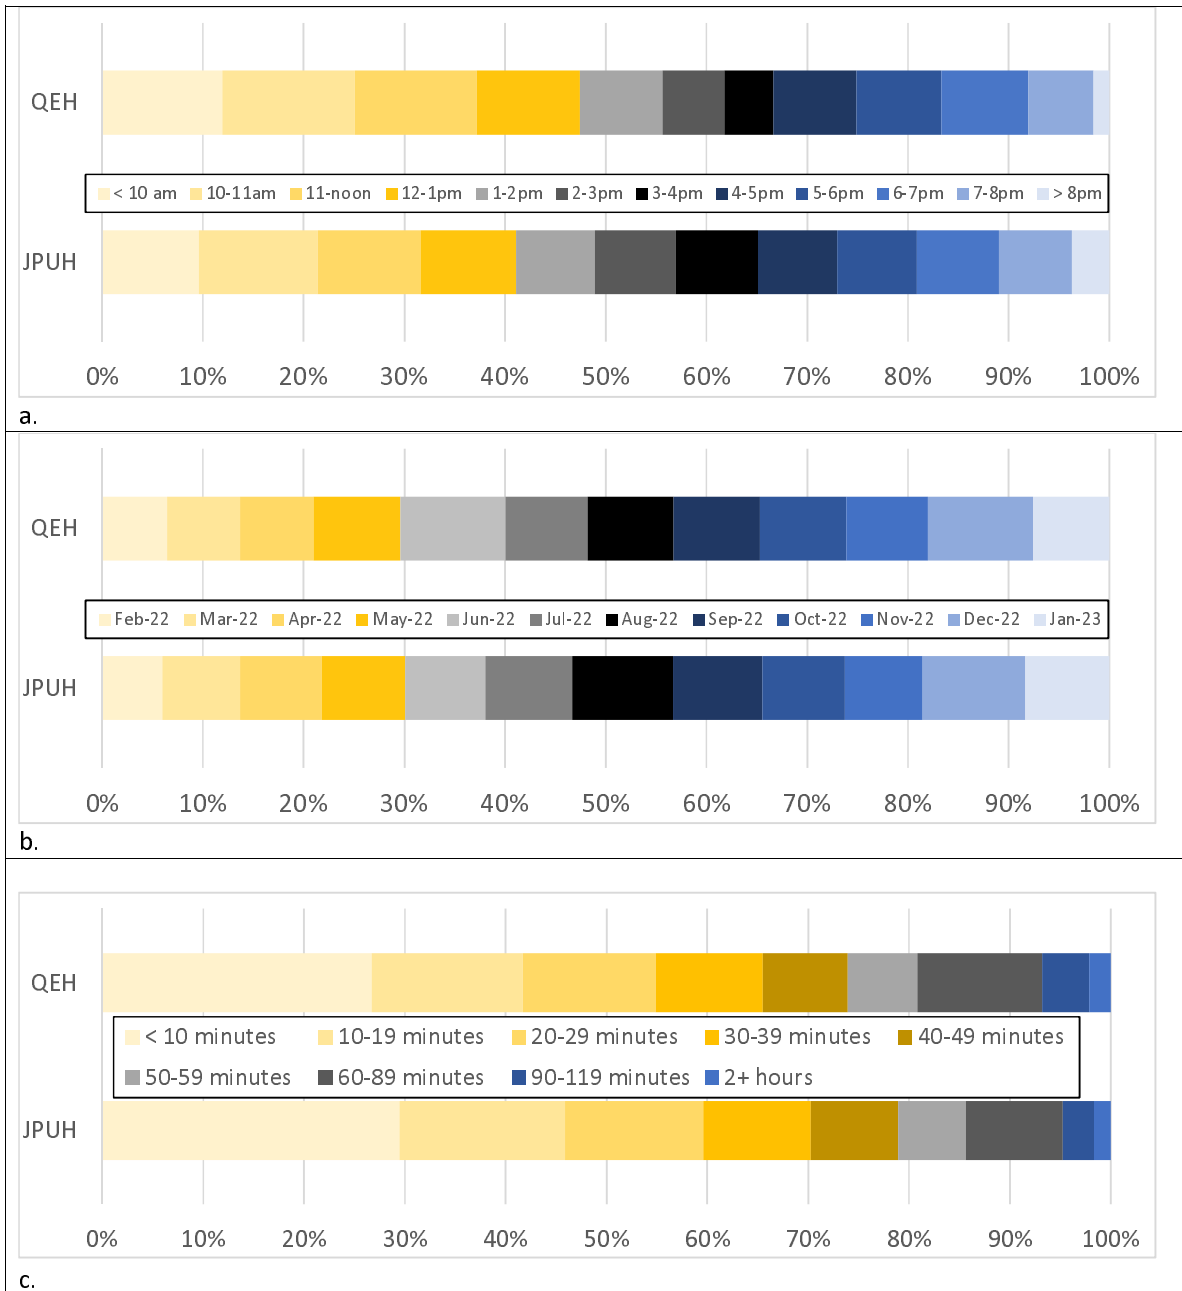 QEH
< 10 am 10-11am 11-noon 12-1pm 1-2pm 2-3pm 3-4pm 4-5pm 5-6pm 6-7pm 7-8pm > 8pm
JPUH
0% 10% 20% 30% 40% 50% 60% 70% 80% 90% 100%
a.
QEH
Feb-22 Mar-22 Apr-22 May-22 Jun-22 Jul-22 Aug-22 Sep-22 Oct-22 Nov-22 Dec-22 Jan-23
JPUH
0% 10% 20% 30% 40% 50% 60% 70% 80% 90% 100%
b.
QEH
< 10 minutes 10-19 minutes 20-29 minutes 30-39 minutes 40-49 minutes
50-59 minutes 60-89 minutes 90-119 minutes 2+ hours
JPUH
0% 10% 20% 30% 40% 50% 60% 70% 80% 90% 100%
c.